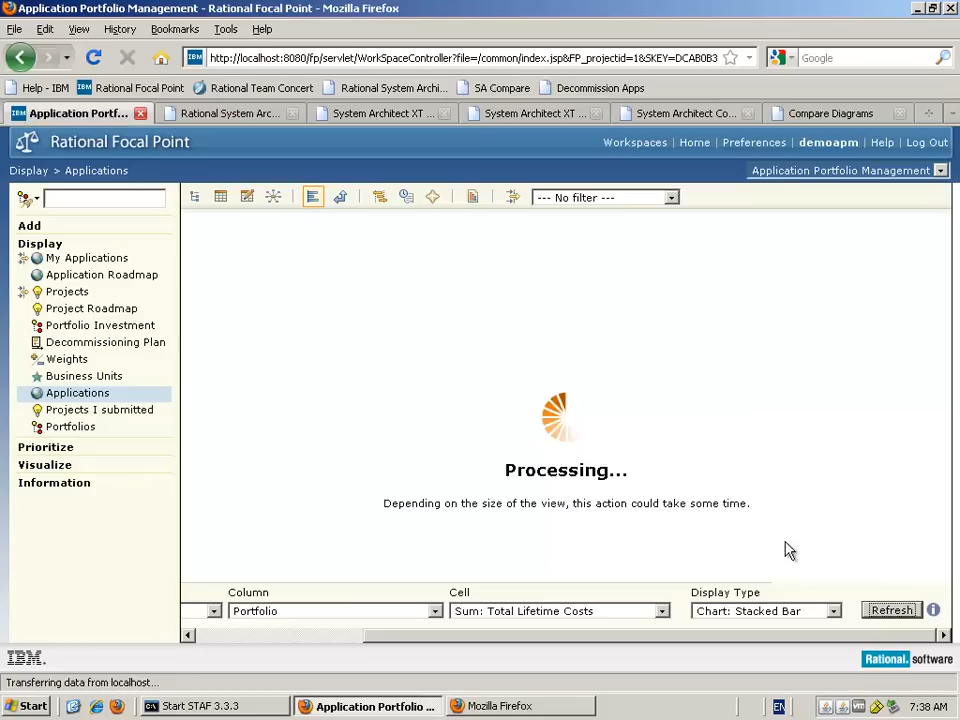 Application Portfolio Management - Rational Focal Point - Mozilla Firefox
File Edit View History Bookmarks Tools Help
http://localhost:8080/fp/servlet/WorkSpaceController?file=/common/index.jsp&FP_projectid=1&SKEY=DCAB0B3
Google
Help - IBM Rational Focal Point Rational Team Concert Rational System Archi... SA Compare Decommission Apps
Application Portf... Rational System Arc... System Architect XT ... System Architect XT ... System Architect Co... Compare Diagrams
Rational Focal Point
Workspaces Home Preferences demoapm Help Log Out
Display > Applications
Application Portfolio Management
--- No filter ---
Add
Display
My Applications
Application Roadmap
Projects
Project Roadmap
Portfolio Investment
Decommissioning Plan
Weights
Business Units
Applications
Projects I submitted
Portfolios
Prioritize
Visualize
Information
Processing...
Depending on the size of the view, this action could take some time.
Column Cell Display Type
Portfolio Sum: Total Lifetime Costs Chart: Stacked Bar Refresh
IBM. Rational. software
Transferring data from localhost...
Start Start STAF 3.3.3 Application Portfolio ... Mozilla Firefox EN 7:38 AM